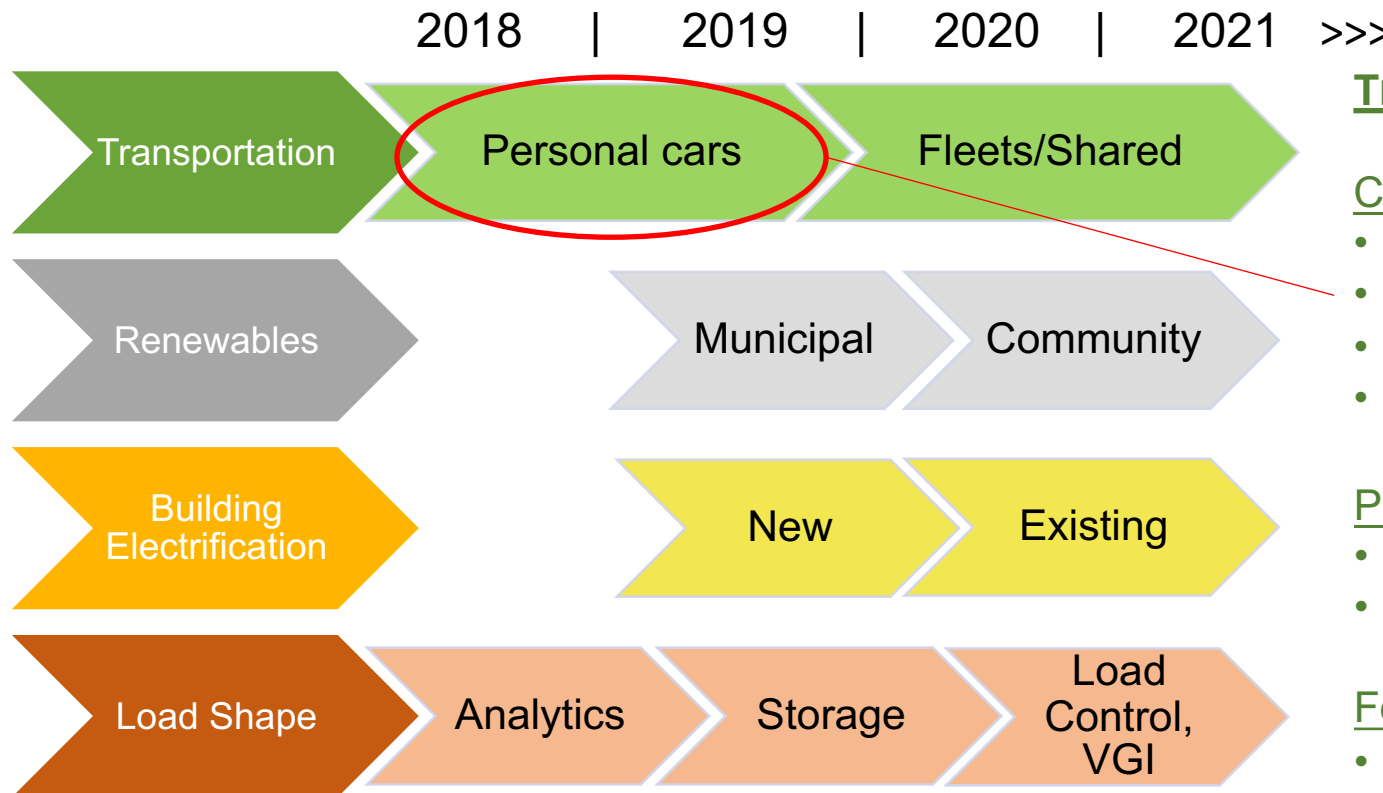 2018 | 2019 | 2020 | 2021 >>>
Transportation
Personal cars
Fleets/Shared
Renewables
Municipal
Community
Building
Electrification
New
Existing
Load Shape
Analytics
Storage
Load
Control,
VGI